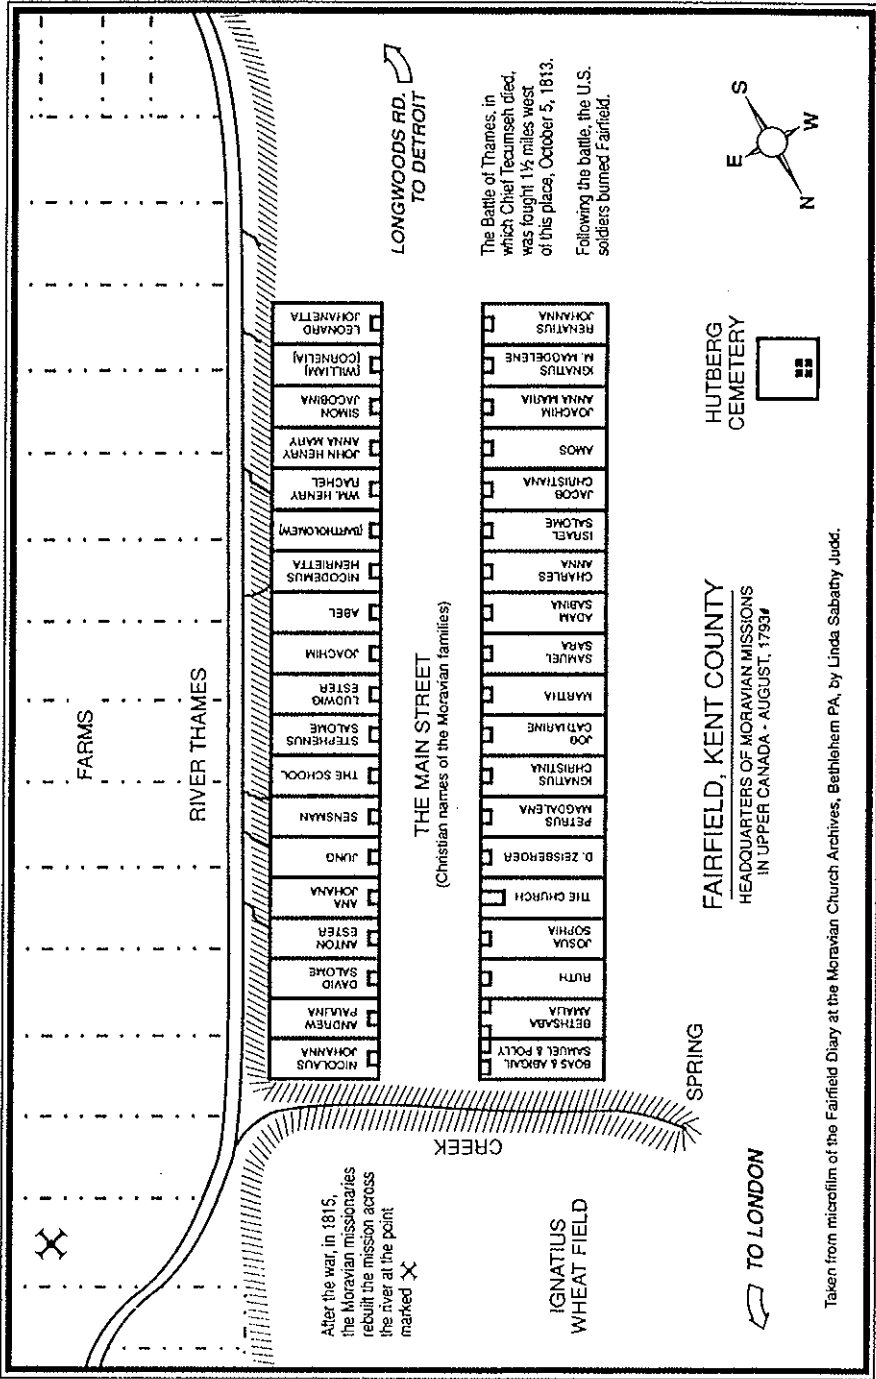 FARMS
RIVER THAMES
LONGWOODS RD.
TO DETROIT
NICOLAUS
JOHANNA
ANDREW
PAULINA
DAVID
SALOME
ANTON
ESTER
ANA
JOHANA
JUNG
SENSMAN
THE SCHOOL
STEPHENUS
SALOME
LUDWIG
ESTER
JOACHIM
ABEL
NICODEMUS
HENRIETTA
[BARTHOLOMEW]
WM. HENRY
RACHEL
JOHN HENRY
ANNA MARY
SIMON
JACOBINA
[WILLIAM]
[CORNELIA]
LEONARD
JOHANETTA
THE MAIN STREET
(Christian names of the Moravian families)
BOAS & ABIGAIL
SAMUEL & POLLY
BETHSABA
AMALIA
RUTH
JOSUA
SOPHIA
THE CHURCH
D. ZEISBERGER
PETRUS
MAGDALENA
IGNATIUS
CHRISTINA
JOB
CATHARINE
MARTHA
SAMUEL
SARA
ADAM
SABINA
CHARLES
ANNA
ISRAEL
SALOME
JACOB
CHRISTIANA
AMOS
JOACHIM
ANNA MARIA
IGNATIUS
M. MAGDELENE
RENATIUS
JOHANNA
The Battle of Thames, in
which Chief Tecumseh died,
was fought 1½ miles west
of this place, October 5, 1813.
Following the battle, the U.S.
soldiers burned Fairfield.
After the war, in 1815,
the Moravian missionaries
rebuilt the mission across
the river at the point
marked
CREEK
SPRING
IGNATIUS
WHEAT FIELD
TO LONDON
FAIRFIELD, KENT COUNTY
HEADQUARTERS OF MORAVIAN MISSIONS
IN UPPER CANADA - AUGUST, 1793
HUTBERG
CEMETERY
N
E
S
W
Taken from microfilm of the Fairfield Diary at the Moravian Church Archives, Bethlehem PA, by Linda Sabathy Judd.